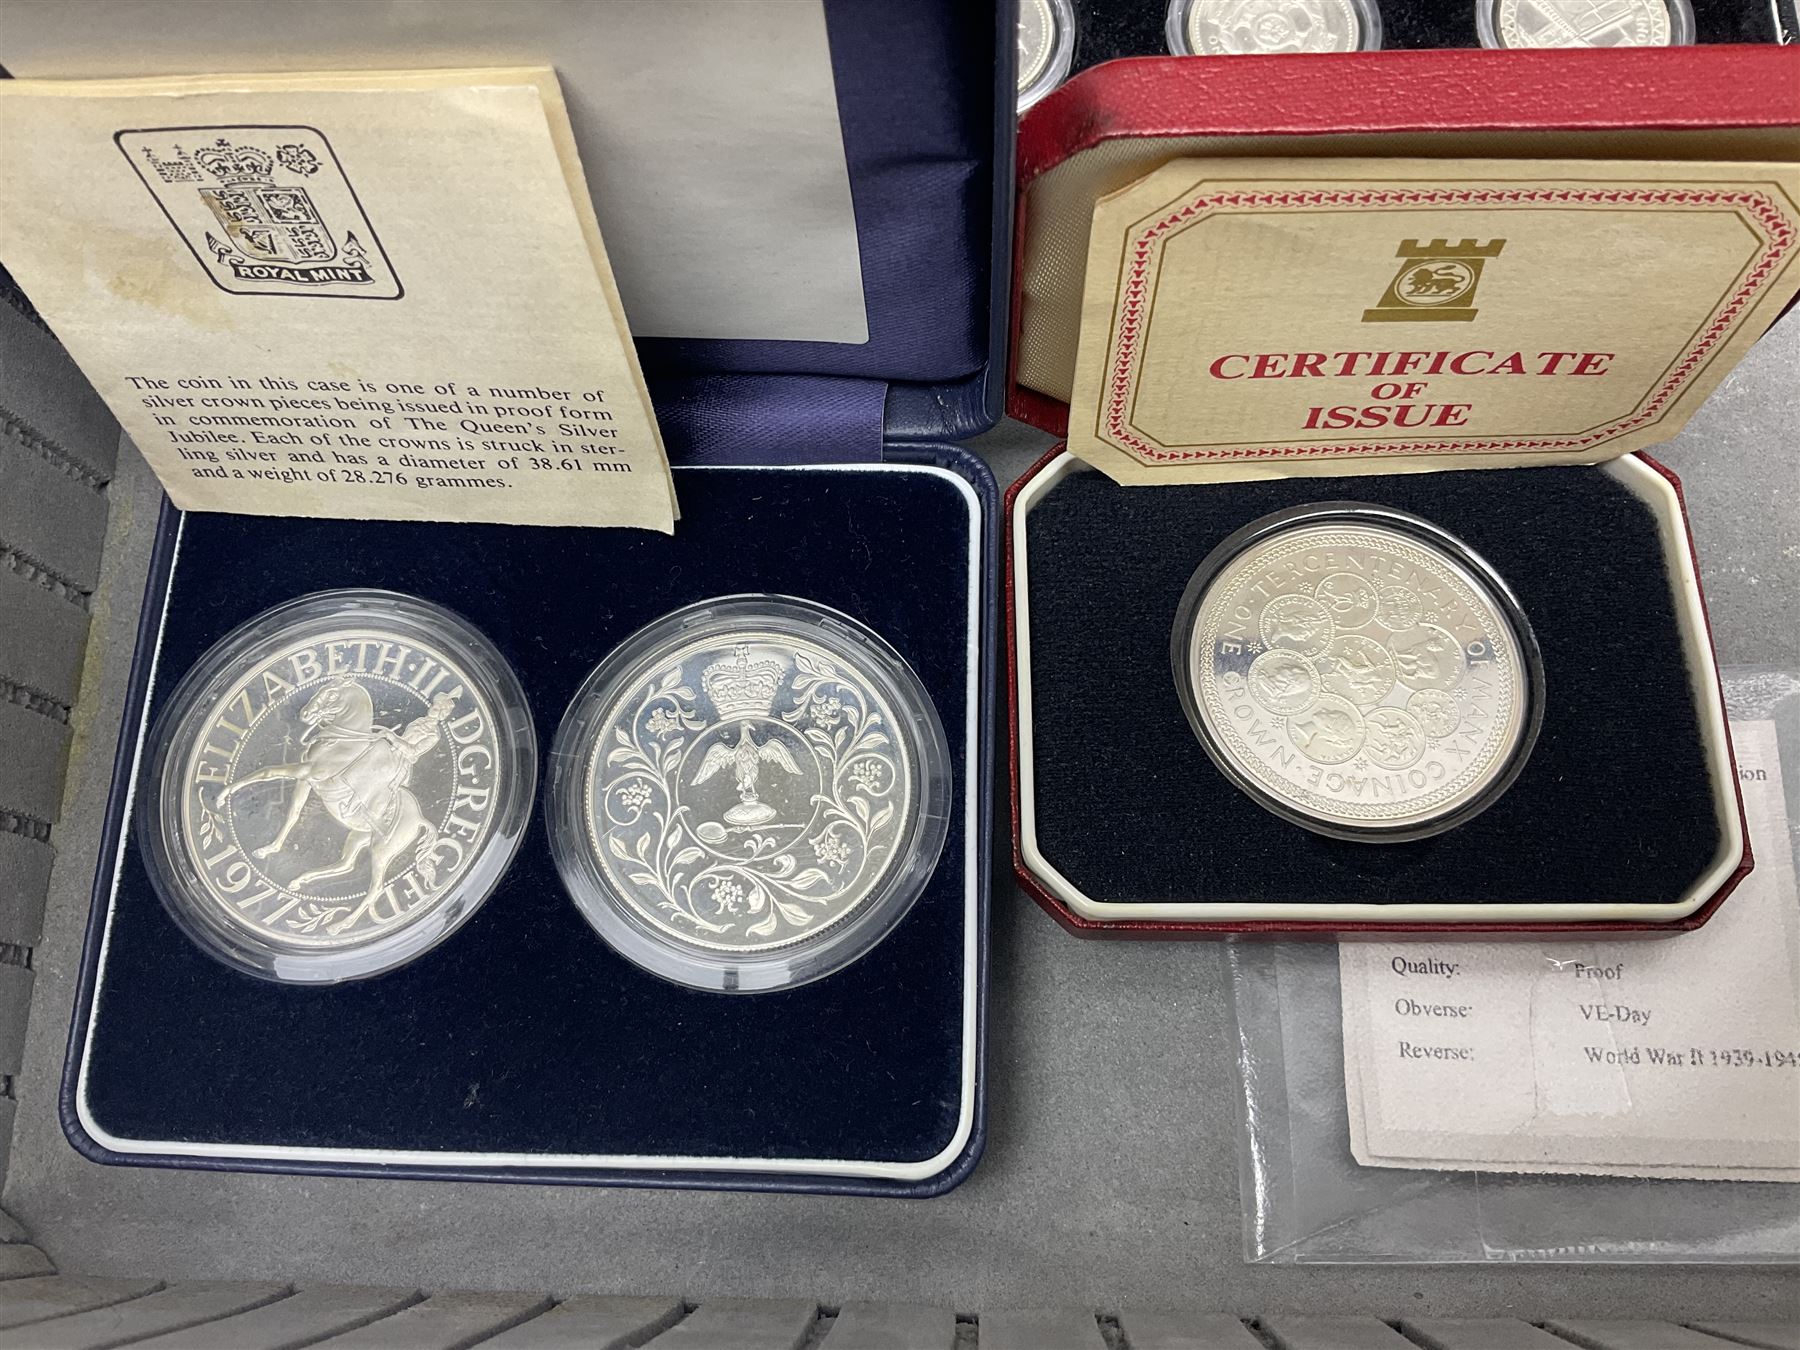 ROYAL MINT
The coin in this case is one of a number of
silver crown pieces being issued in proof form
in commemoration of The Queen's Silver
Jubilee. Each of the crowns is struck in ster-
ling silver and has a diameter of 38.61 mm
and a weight of 28.276 grammes.
ELIZABETH·II D·G·REG·F·D
1977
CERTIFICATE
OF
ISSUE
TERCENTENARY OF MANX COINAGE · ONE CROWN ·
Quality: Proof
Obverse: VE-Day
Reverse: World War II 1939-194